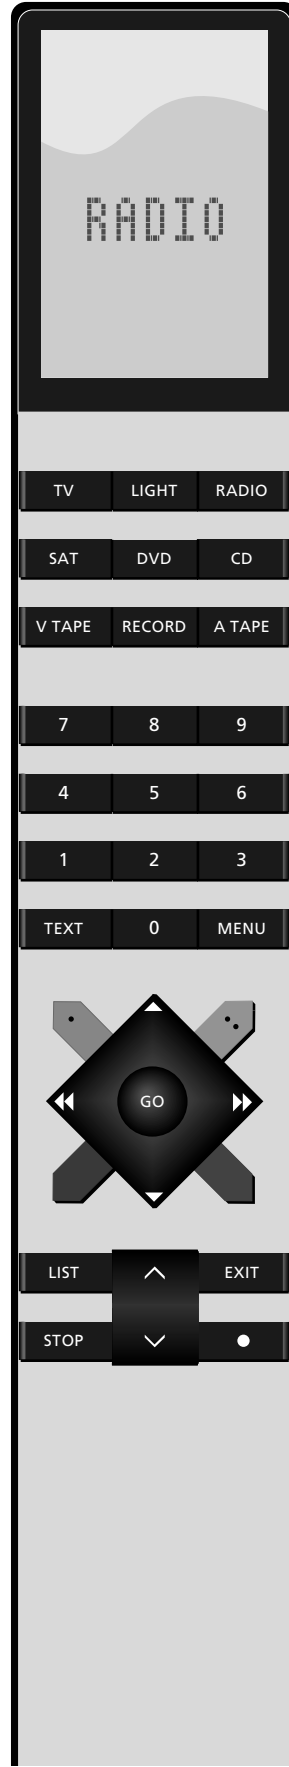 RADIO
TV LIGHT RADIO
SAT DVD CD
V TAPE RECORD A TAPE
7 8 9
4 5 6
1 2 3
TEXT 0 MENU
GO
LIST EXIT
STOP